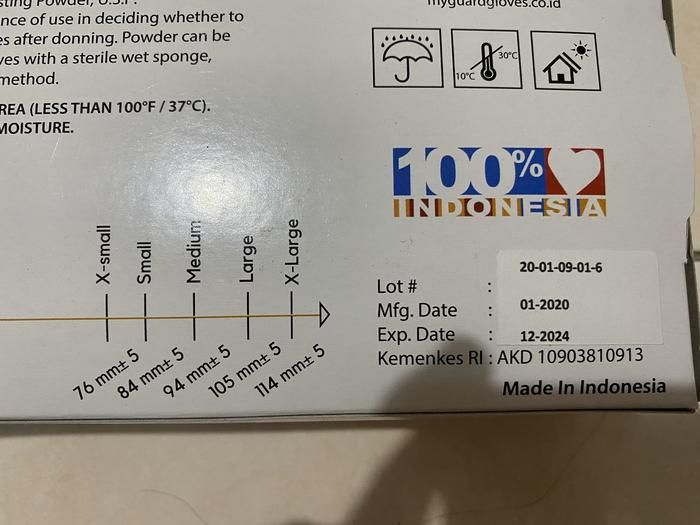 sting Powder, U.S.P.
nce of use in deciding whether to
es after donning. Powder can be
ves with a sterile wet sponge,
method.
REA (LESS THAN 100°F / 37°C).
MOISTURE.
myguardgloves.co.id
10°C 30°C
100%
INDONESIA
X-small
Small
Medium
Large
X-Large
76 mm± 5
84 mm± 5
94 mm± 5
105 mm± 5
114 mm± 5
Lot # : 20-01-09-01-6
Mfg. Date : 01-2020
Exp. Date : 12-2024
Kemenkes RI : AKD 10903810913
Made In Indonesia